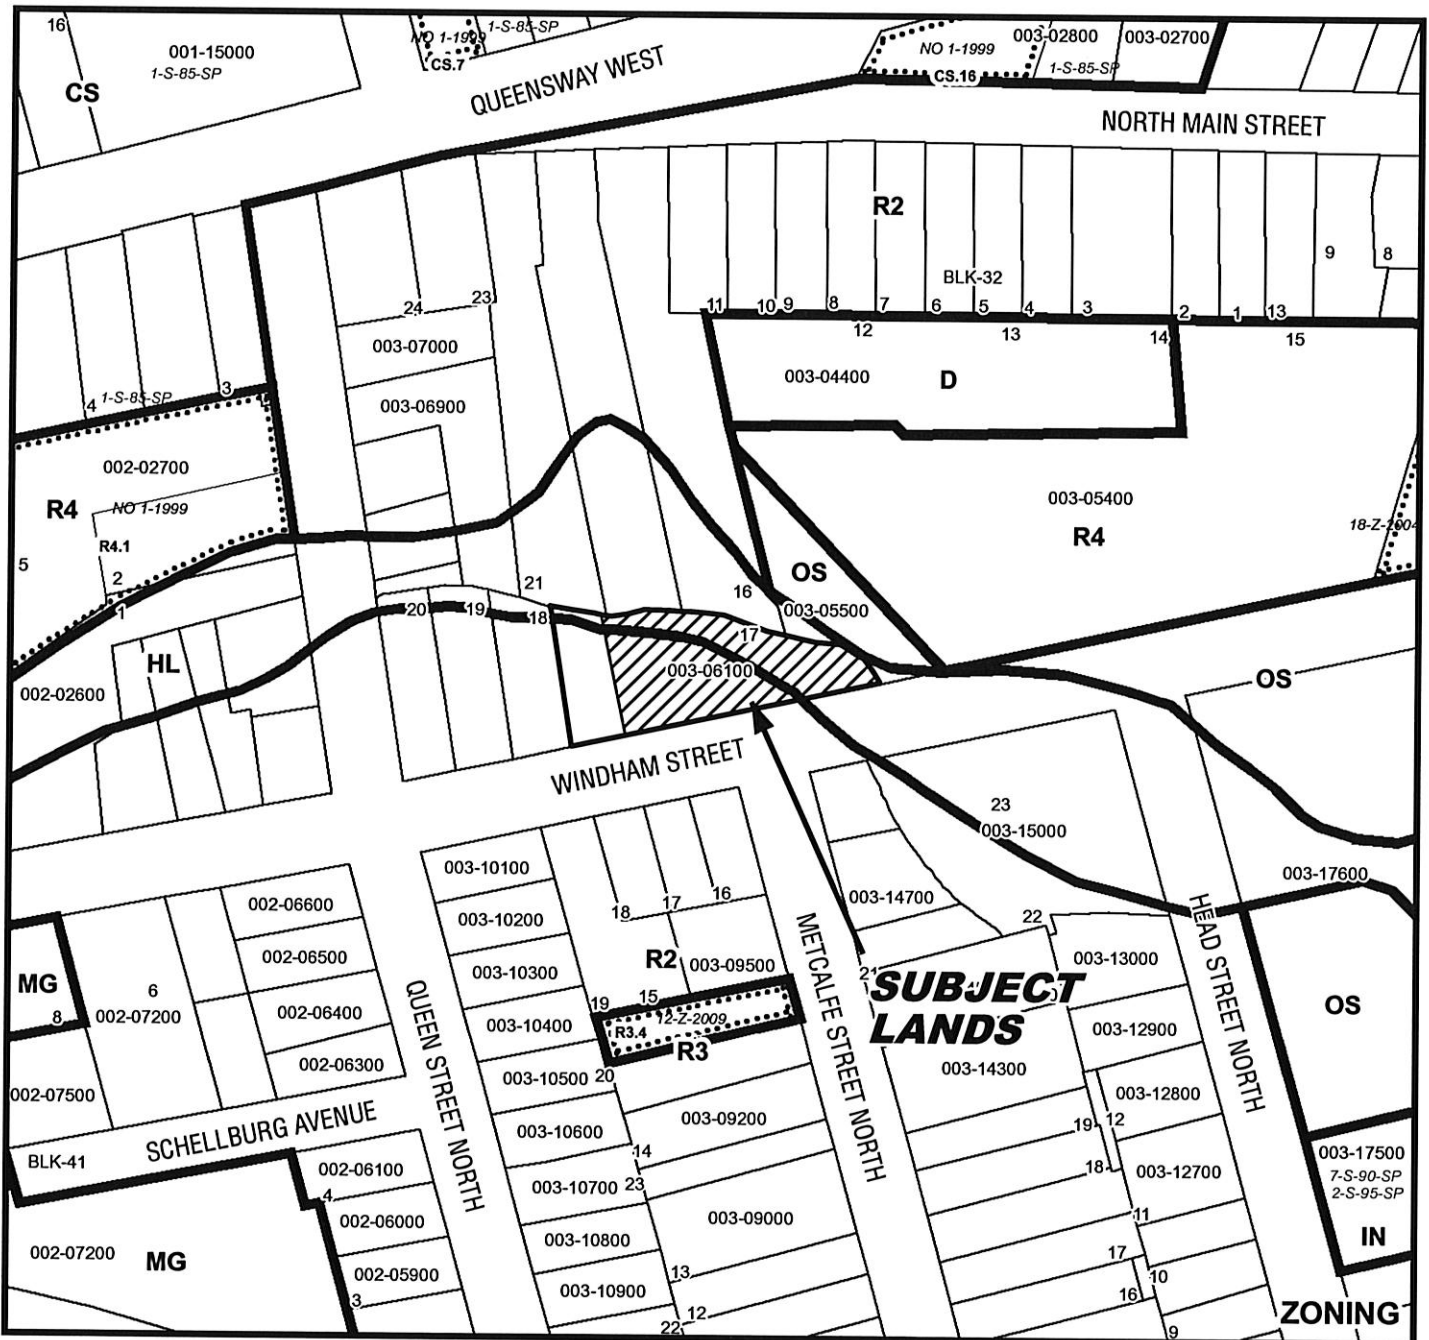 16
001-15000
1-S-85-SP
CS
NO 1-1999
1-S-85-SP
CS.7
QUEENSWAY WEST
NO 1-1999
CS.16
003-02800
1-S-85-SP
003-02700
NORTH MAIN STREET
R2
BLK-32
9
8
24
23
11
10
9
8
7
6
5
4
3
2
1
13
12
13
14
15
003-07000
003-06900
003-04400
D
4
1-S-85-SP
3
002-02700
R4
NO 1-1999
R4.1
5
2
1
003-05400
R4
18-Z-2004
OS
16
003-05500
21
20
19
18
17
003-06100
HL
002-02600
OS
WINDHAM STREET
23
003-15000
003-17600
003-10100
003-10200
003-10300
003-10400
003-10500
003-10600
003-10700
003-10800
003-10900
18
17
16
R2
003-09500
003-14700
22
21
HEAD STREET NORTH
METCALFE STREET NORTH
SUBJECT
LANDS
002-06600
002-06500
002-06400
002-06300
MG
8
6
002-07200
002-07500
QUEEN STREET NORTH
19
15
12-Z-2009
R3.4
R3
20
003-13000
003-12900
003-12800
003-12700
OS
003-14300
003-09200
14
23
003-09000
13
12
22
19
12
18
11
17
10
16
9
SCHELLBURG AVENUE
BLK-41
002-06100
4
002-06000
002-05900
3
002-07200
MG
003-17500
7-S-90-SP
2-S-95-SP
IN
ZONING